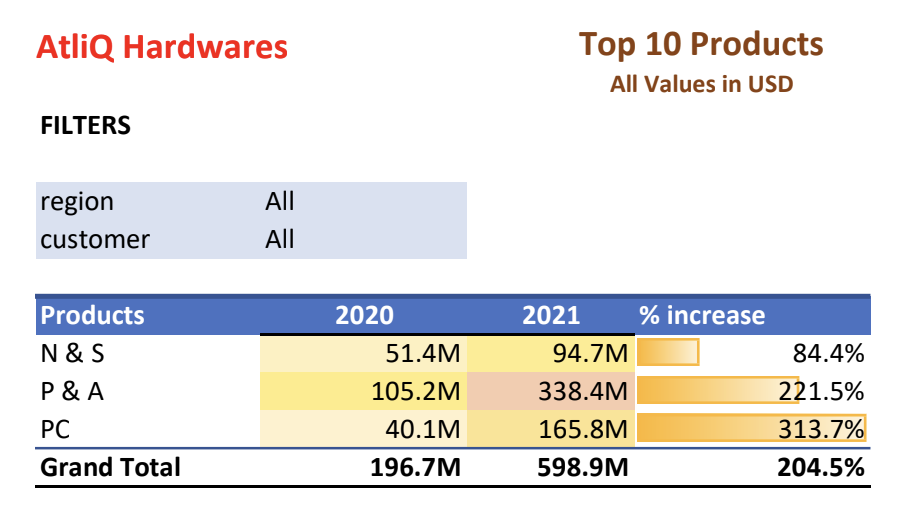 AtliQ Hardwares
Top 10 Products
All Values in USD
FILTERS
region All
customer All
Products 2020 2021 % increase
N & S 51.4M 94.7M 84.4%
P & A 105.2M 338.4M 221.5%
PC 40.1M 165.8M 313.7%
Grand Total 196.7M 598.9M 204.5%